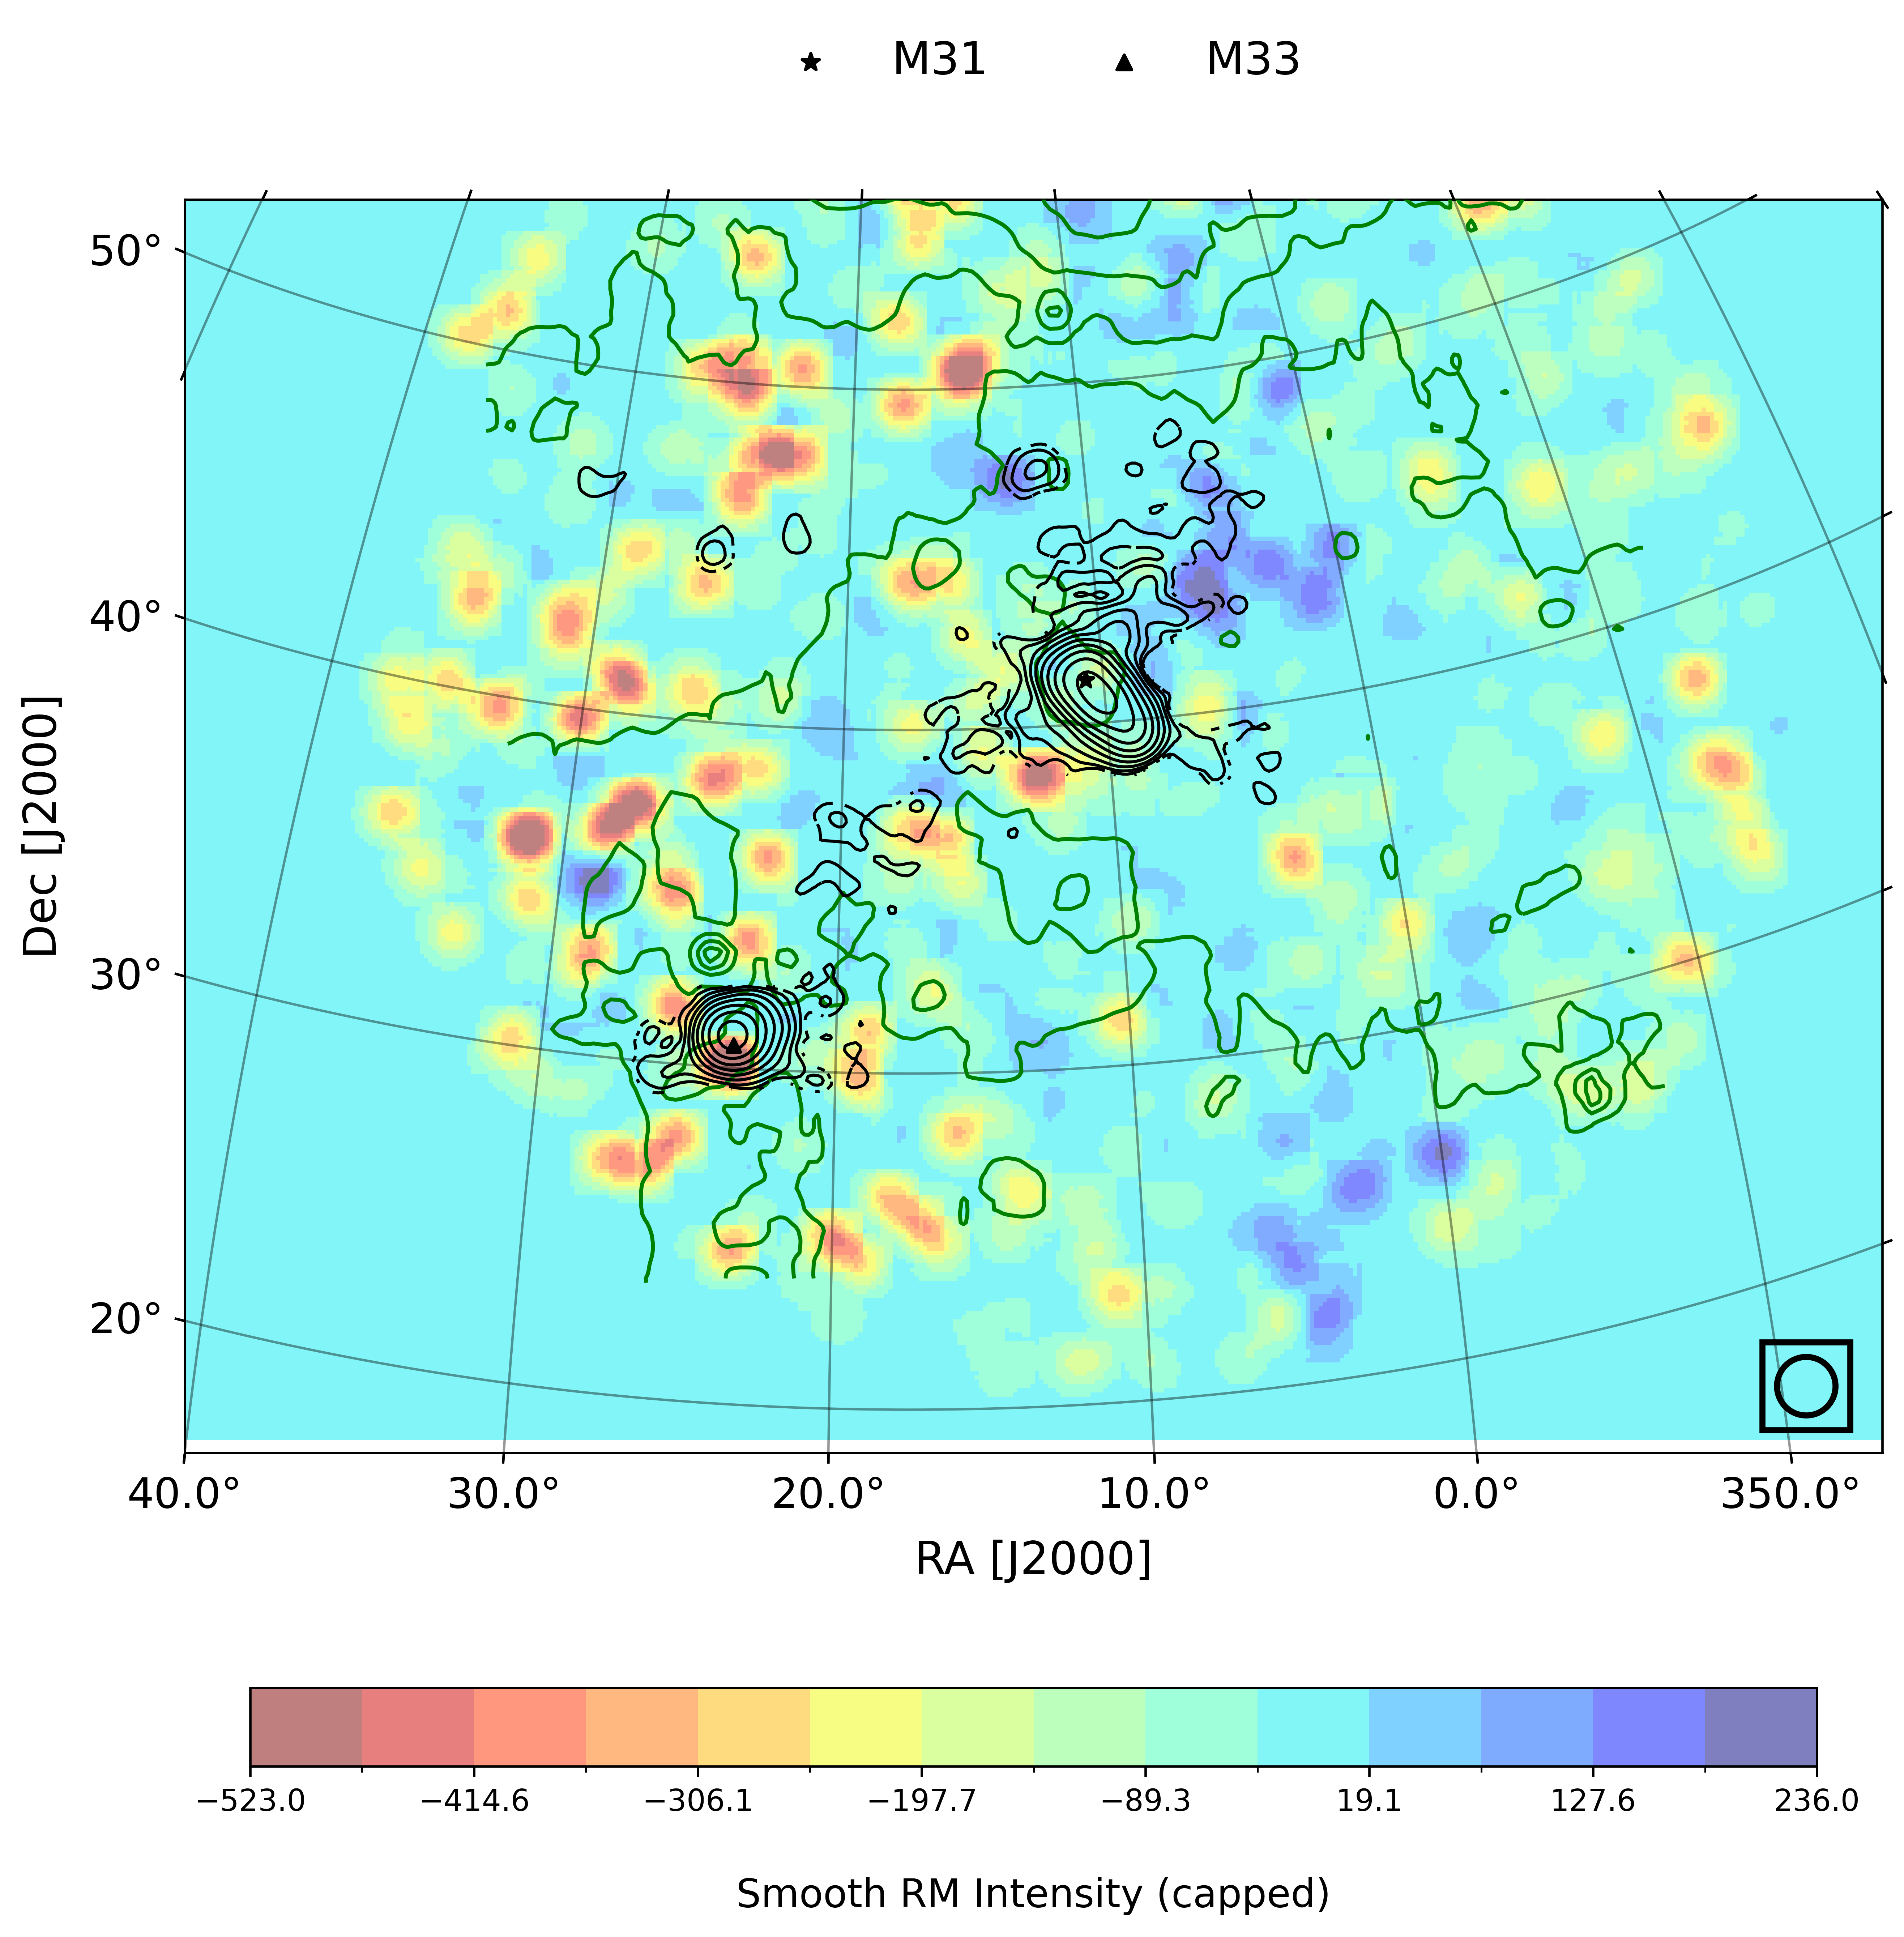 M31 M33
50°
40°
30°
20°
Dec [J2000]
40.0° 30.0° 20.0° 10.0° 0.0° 350.0°
RA [J2000]
−523.0 −414.6 −306.1 −197.7 −89.3 19.1 127.6 236.0
Smooth RM Intensity (capped)